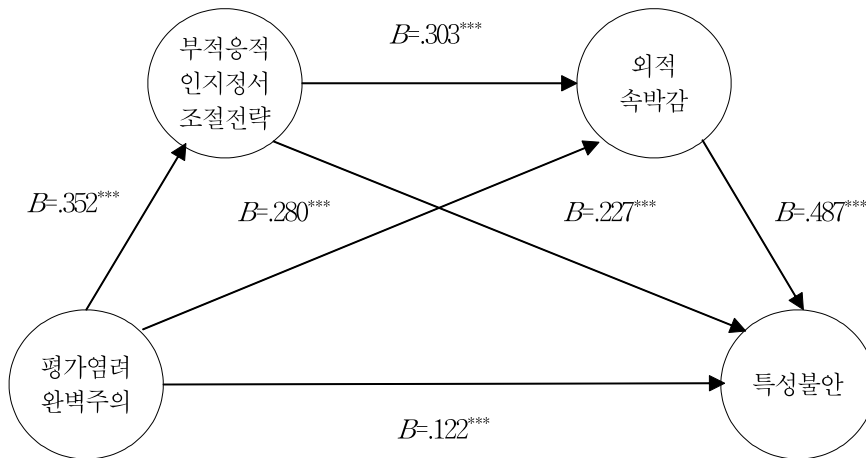 B=.303***
부적응적
인지정서
조절전략
외적
속박감
B=.352***
B=.280***
B=.227***
B=.487***
평가염려
완벽주의
특성불안
B=.122***